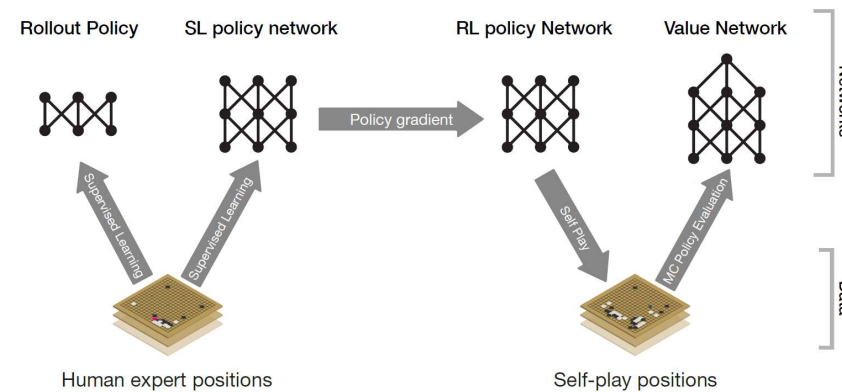 Rollout Policy
SL policy network
RL policy Network
Value Network
Policy gradient
Supervised Learning
Supervised Learning
Self Play
MC Policy Evaluation
Human expert positions
Self-play positions